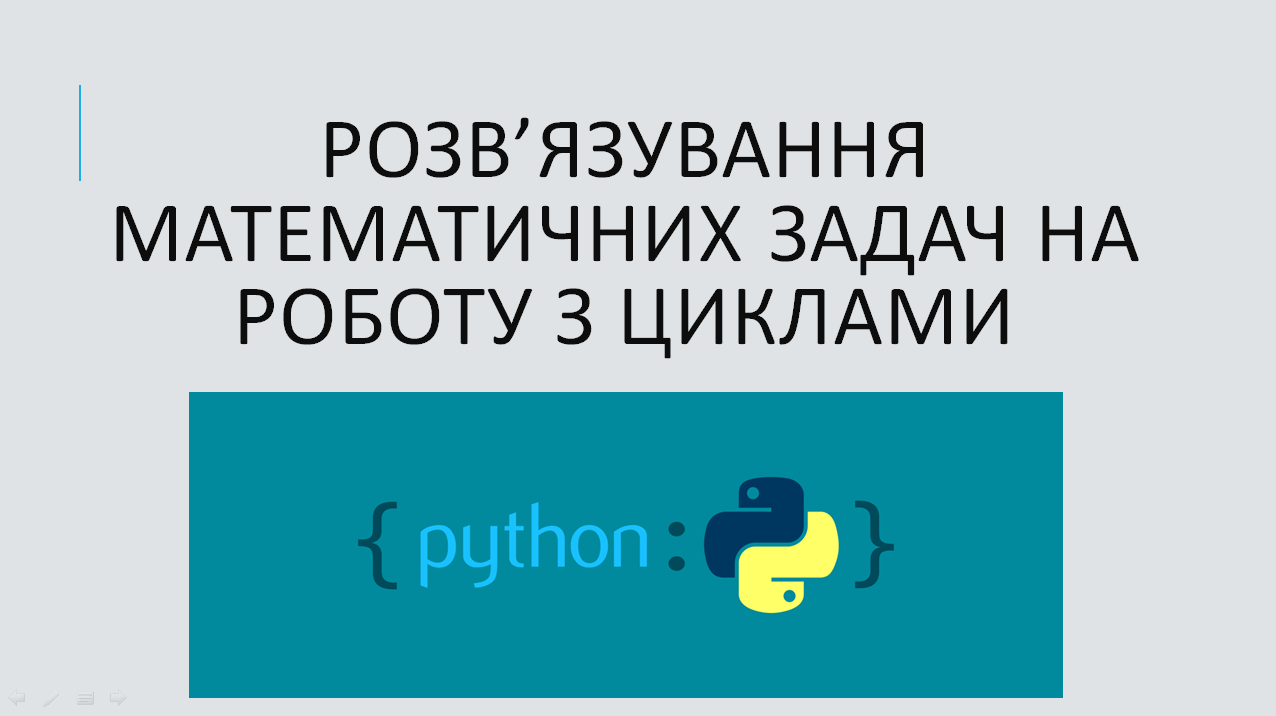 РОЗВ’ЯЗУВАННЯ
МАТЕМАТИЧНИХ ЗАДАЧ НА
РОБОТУ З ЦИКЛАМИ
{ python : }